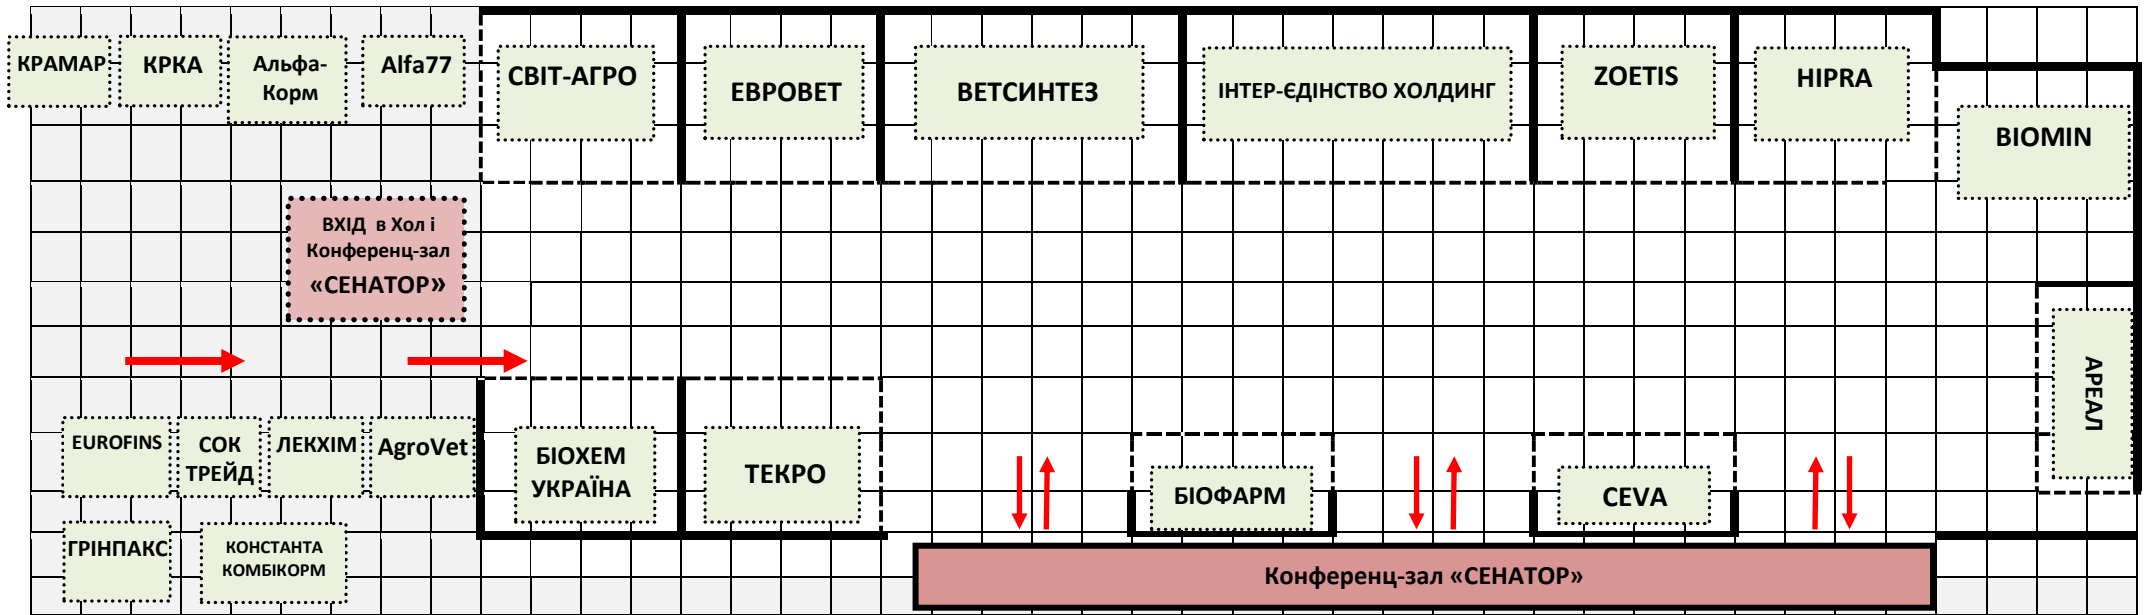 КРАМАР
КРКА
Альфа-
Корм
Alfa77
СВІТ-АГРО
ЕВРОВЕТ
ВЕТСИНТЕЗ
ІНТЕР-ЄДІНСТВО ХОЛДИНГ
ZOETIS
HIPRA
BIOMIN
ВХІД в Хол і
Конференц-зал
«СЕНАТОР»
АРЕАЛ
EUROFINS
СОК
ТРЕЙД
ЛЕКХІМ
AgroVet
БІОХЕМ
УКРАЇНА
ТЕКРО
БІОФАРМ
CEVA
ГРІНПАКС
КОНСТАНТА
КОМБІКОРМ
Конференц-зал «СЕНАТОР»